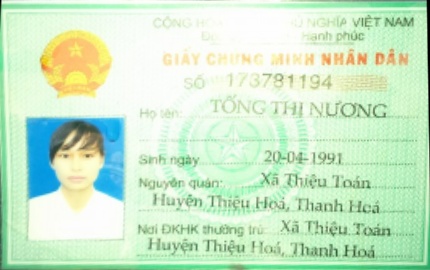 CỘNG HÒA NGHĨA VIỆT NAM
Hạnh phúc
GIẤY CHỨNG MINH NHÂN DÂN
SỐ 173781194
Họ tên: TỐNG THỊ NƯƠNG
Sinh ngày 20-04-1991
Nguyên quán: Xã Thiệu Toán
Huyện Thiệu Hoá, Thanh Hoá
Nơi ĐKHK thường trú: Xã Thiệu Toán
Huyện Thiệu Hoá, Thanh Hoá